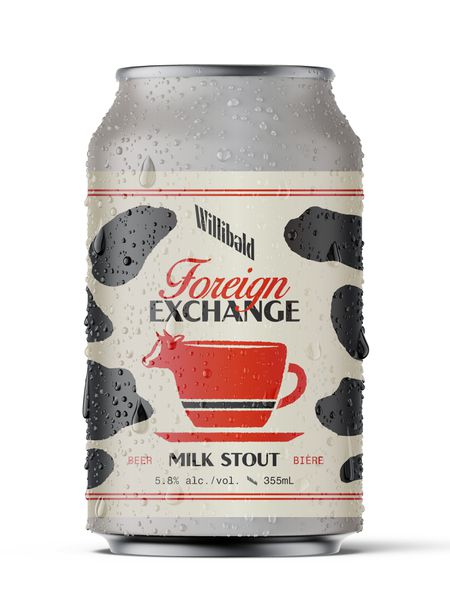 Willibald
Foreign
EXCHANGE
BEER MILK STOUT BIÈRE
5.8% alc./vol. 355mL